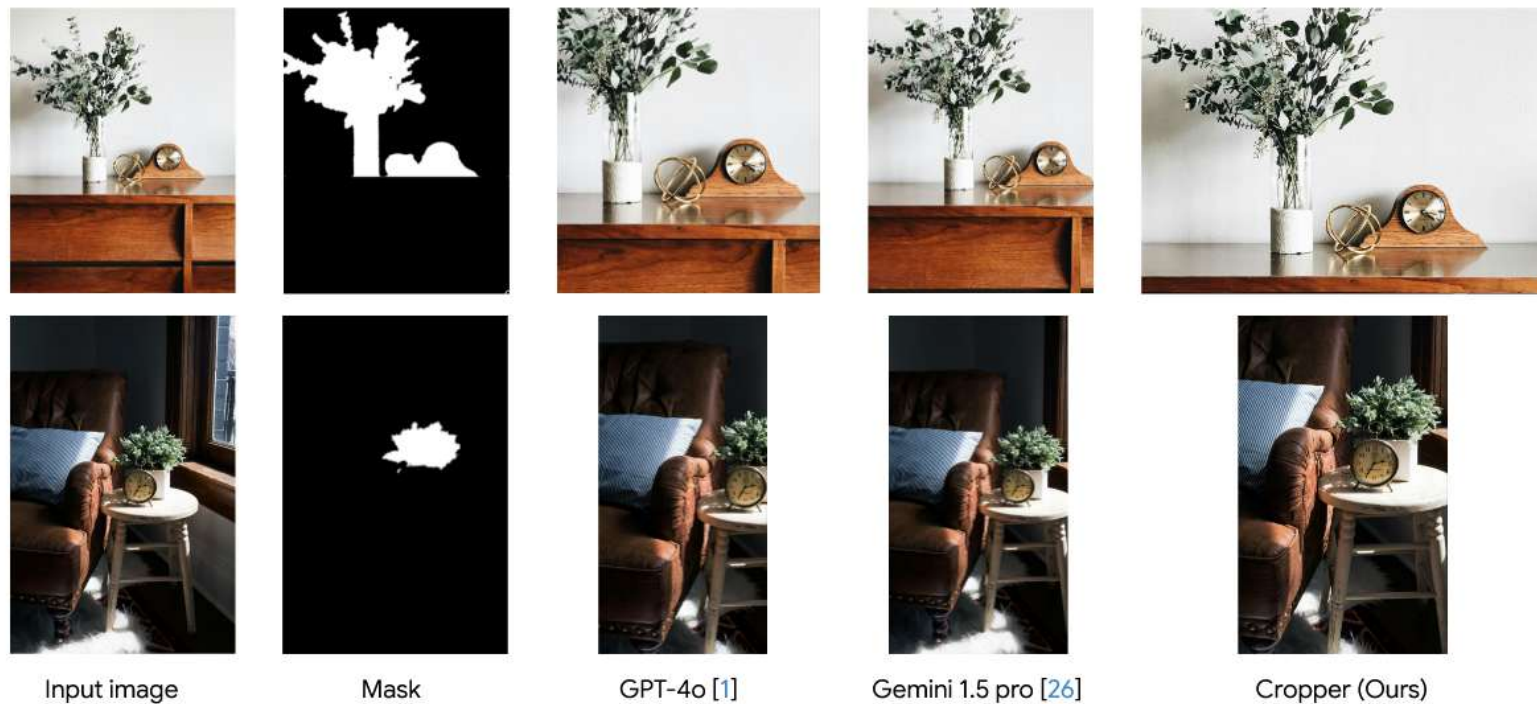 Input image
Mask
GPT-4o [1]
Gemini 1.5 pro [26]
Cropper (Ours)